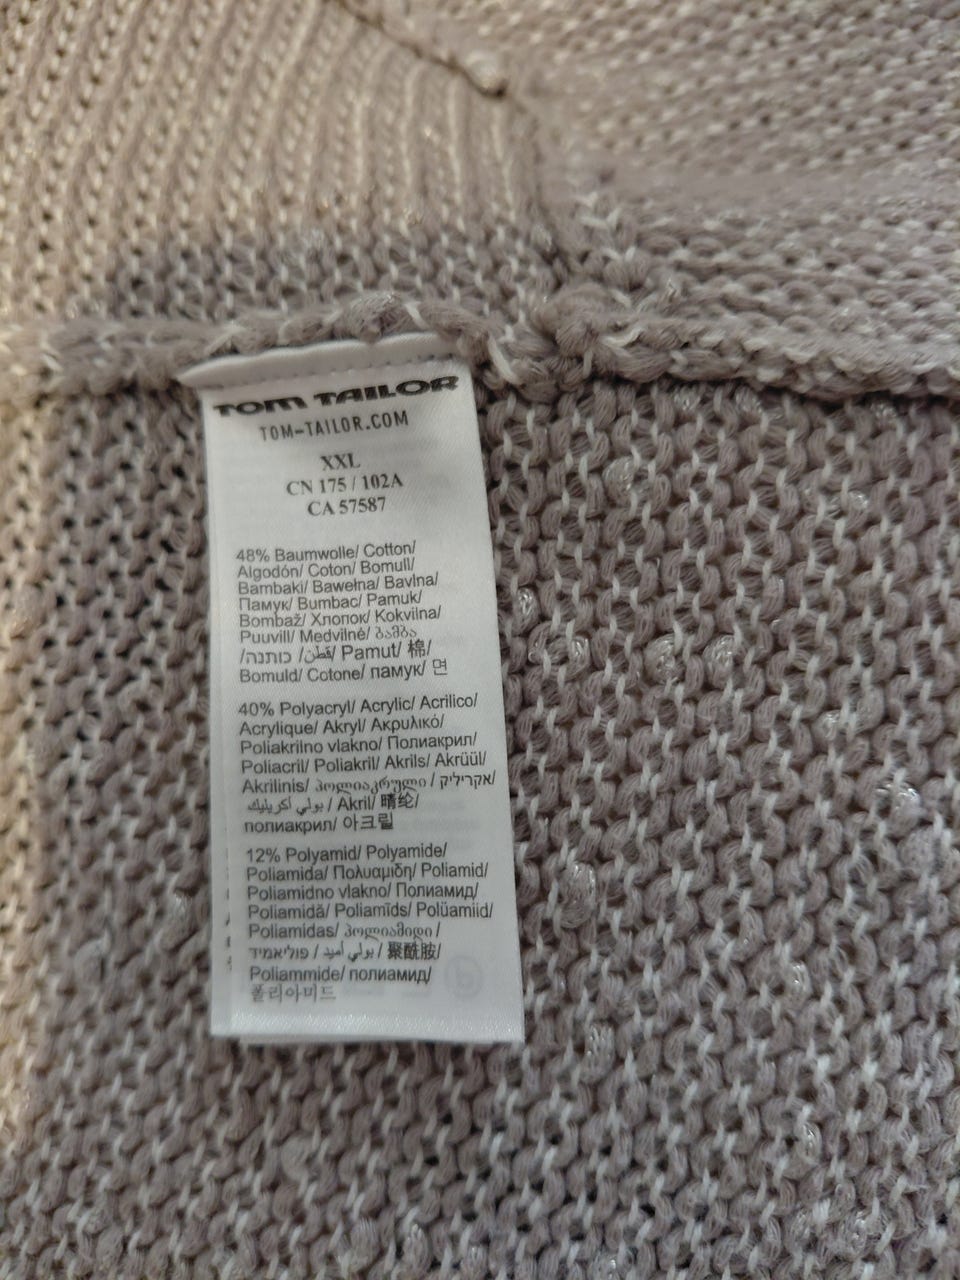 TOM TAILOR
TOM-TAILOR.COM
XXL
CN 175 / 102A
CA 57587
48% Baumwolle/ Cotton/
Algodón/ Coton/ Bomull/
Bambaki/ Bawełna/ Bavlna/
Памук/ Bumbac/ Pamuk/
Bombaž/ Хлопок/ Kokvilna/
Puuvill/ Medvilnė/ ბამბა
/כותנה /قطن/ Pamut/ 棉/
Bomuld/ Cotone/ памук/ 면
40% Polyacryl/ Acrylic/ Acrilico/
Acrylique/ Akryl/ Ακρυλικό/
Poliakrilno vlakno/ Полиакрил/
Poliacril/ Poliakril/ Akrils/ Akrüül/
Akrilinis/ პოლიაკრული / אקריליק/
بولي أكريليك / Akril/ 晴纶/
полиакрил/ 아크릴
12% Polyamid/ Polyamide/
Poliamida/ Πολυαμιδη/ Poliamid/
Poliamidno vlakno/ Полиамид/
Poliamidă/ Poliamīds/ Polüamiid/
Poliamidas/ პოლიამიდი /
פוליאמיד / بولي أميد / 聚酰胺/
Poliammide/ полиамид/
폴리아미드